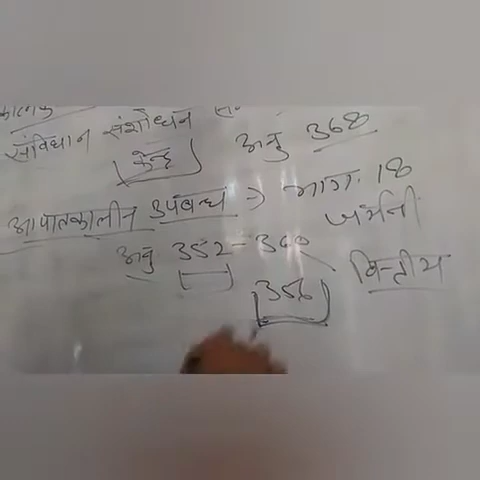 संविधान संशोधन
अनु 368
केन्द्र
आपातकालीन उपबन्ध => भाग. 18
जर्मनी
अनु 352-360
वित्तीय
356